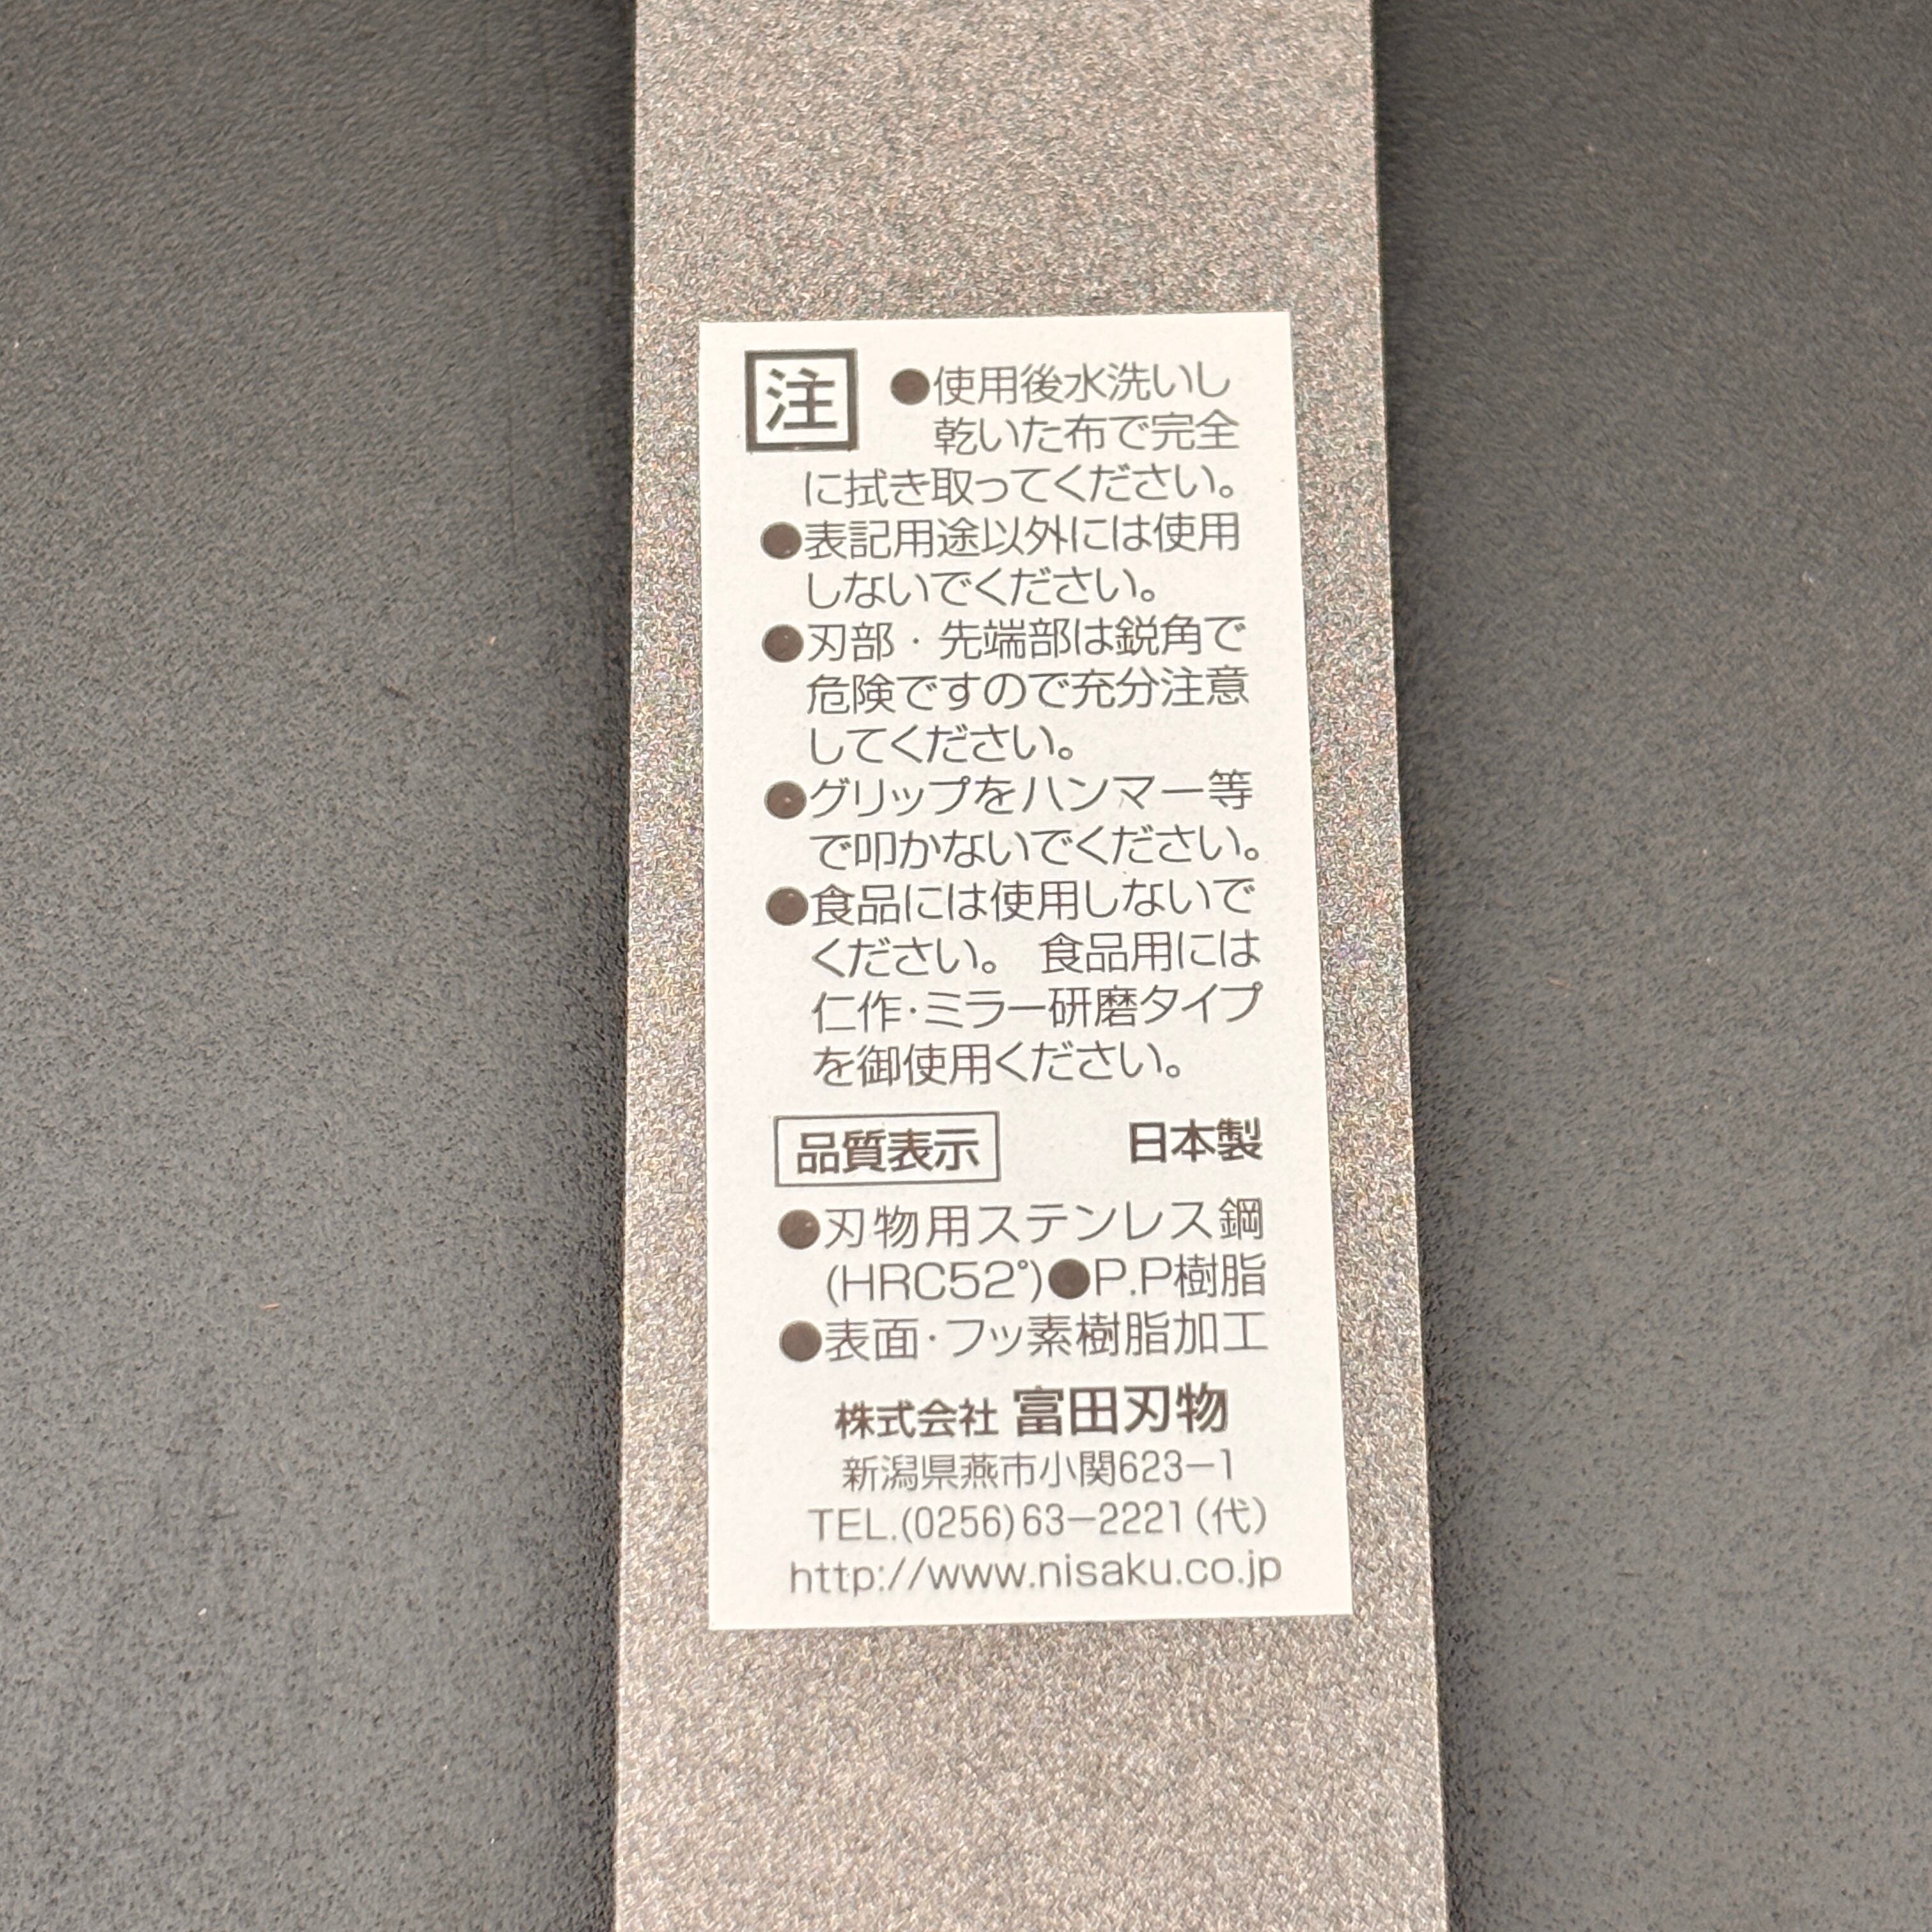 注 ●使用後水洗いし
乾いた布で完全
に拭き取ってください。
●表記用途以外には使用
しないでください。
●刃部・先端部は鋭角で
危険ですので充分注意
してください。
●グリップをハンマー等
で叩かないでください。
●食品には使用しないで
ください。 食品用には
仁作・ミラー研磨タイプ
を御使用ください。
品質表示 日本製
●刃物用ステンレス鋼
(HRC52°)●P.P樹脂
●表面・フッ素樹脂加工
株式会社 富田刃物
新潟県燕市小関623−1
TEL.(0256)63−2221(代)
http://www.nisaku.co.jp